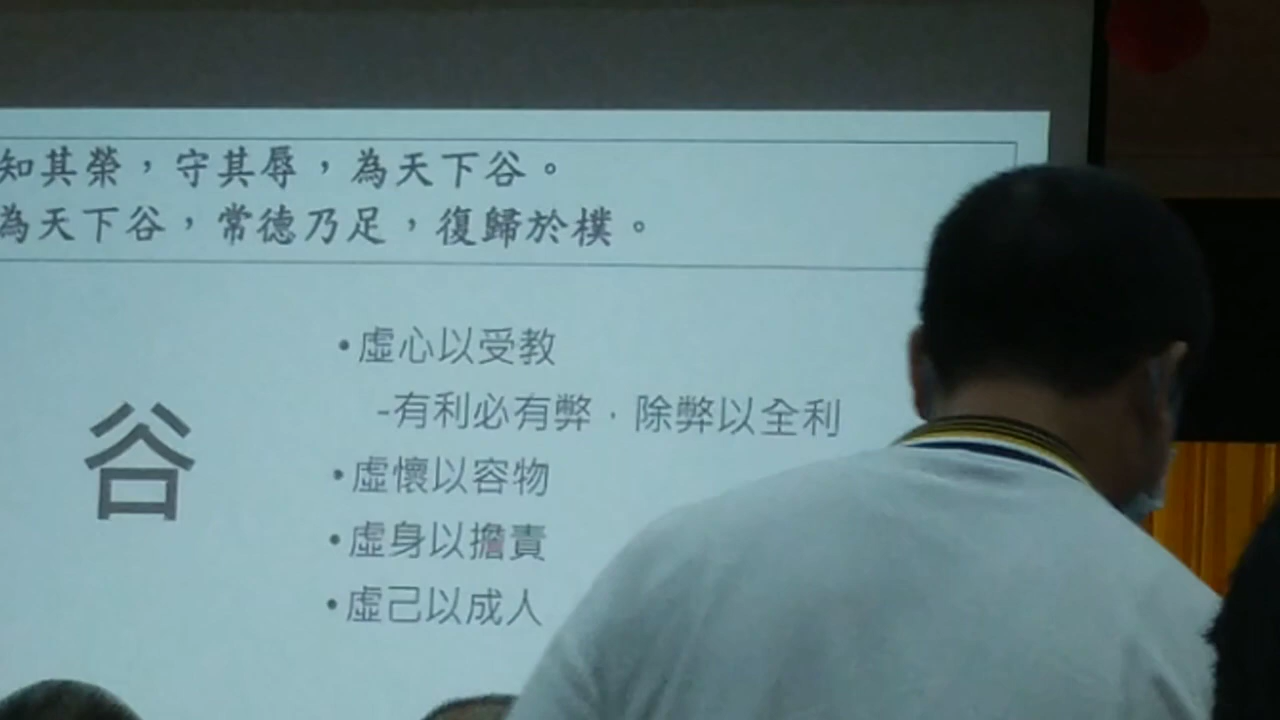 知其榮，守其辱，為天下谷。
為天下谷，常德乃足，復歸於樸。
谷
•虛心以受教
-有利必有弊，除弊以全利
•虛懷以容物
•虛身以擔責
•虛己以成人